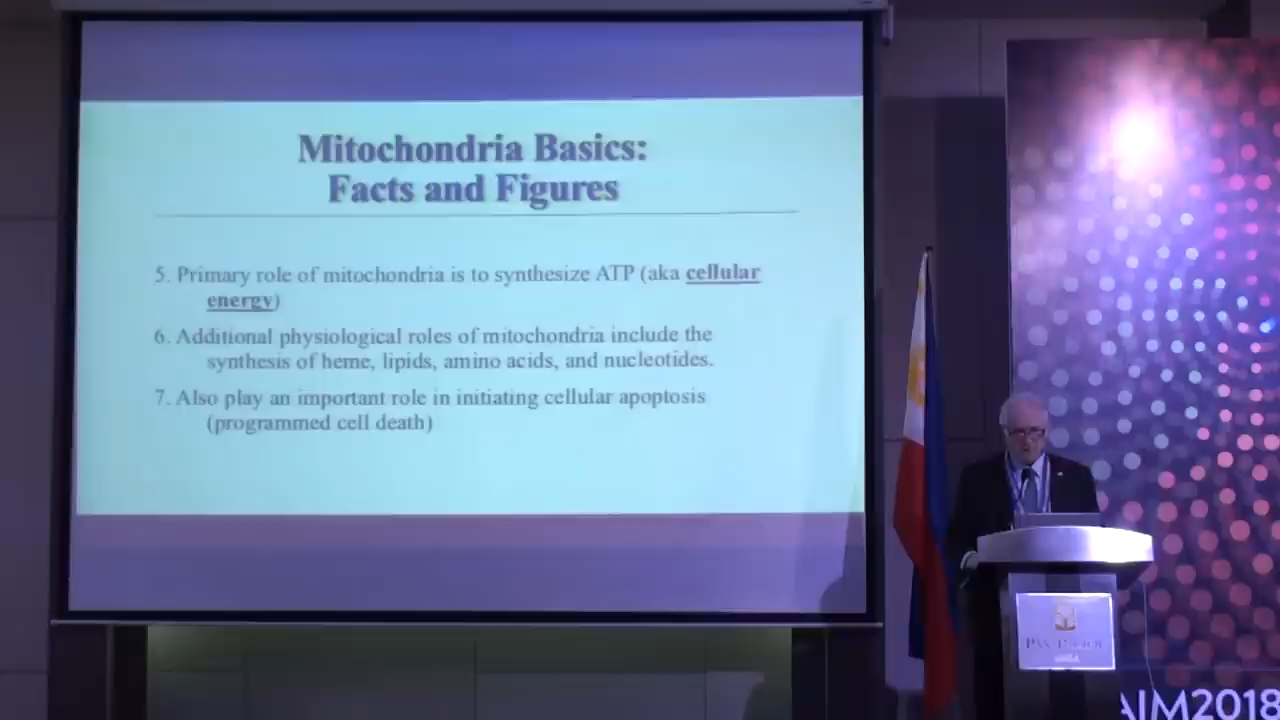 Mitochondria Basics:
Facts and Figures
5. Primary role of mitochondria is to synthesize ATP (aka cellular
energy)
6. Additional physiological roles of mitochondria include the
synthesis of heme, lipids, amino acids, and nucleotides.
7. Also play an important role in initiating cellular apoptosis
(programmed cell death)
PAN PACIFIC
AIM2018